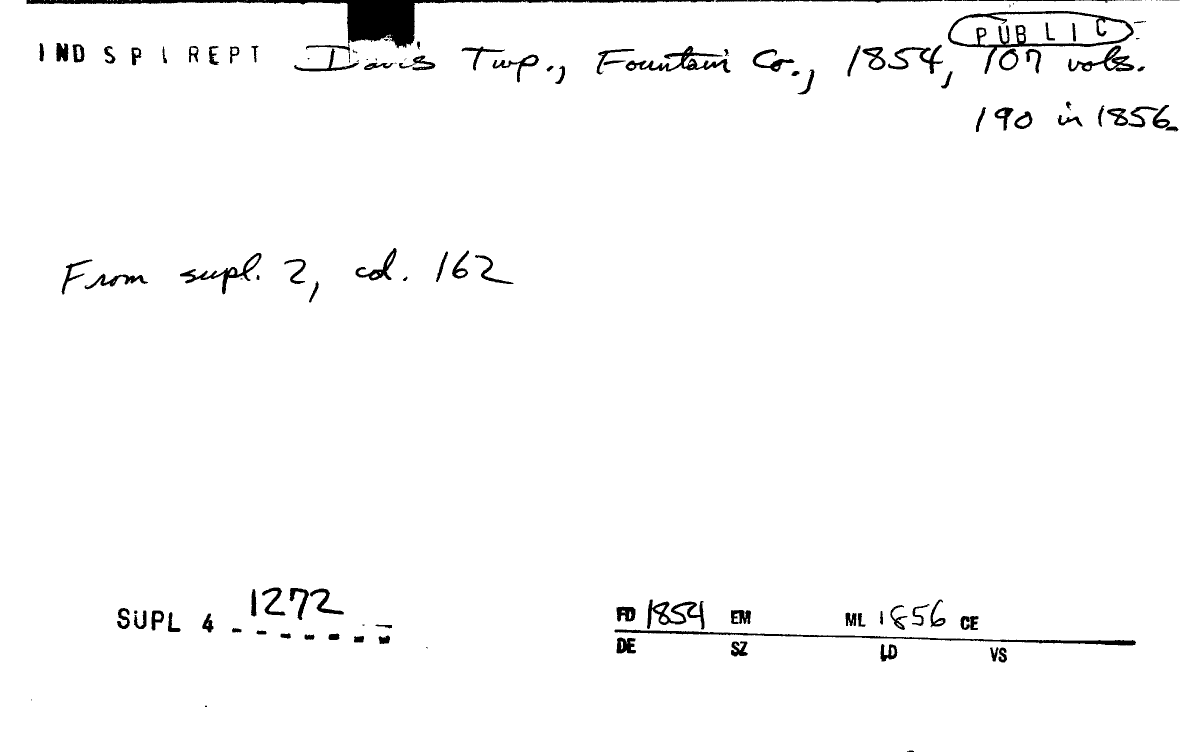 PUBLIC
IND SPI REPT Davis Twp., Fountain Co., 1854, 107 vols.
190 in 1856
From supl. 2, col. 162
SUPL 4 1272
FD 1854 EM ML 1856 CE
DE SZ LD VS